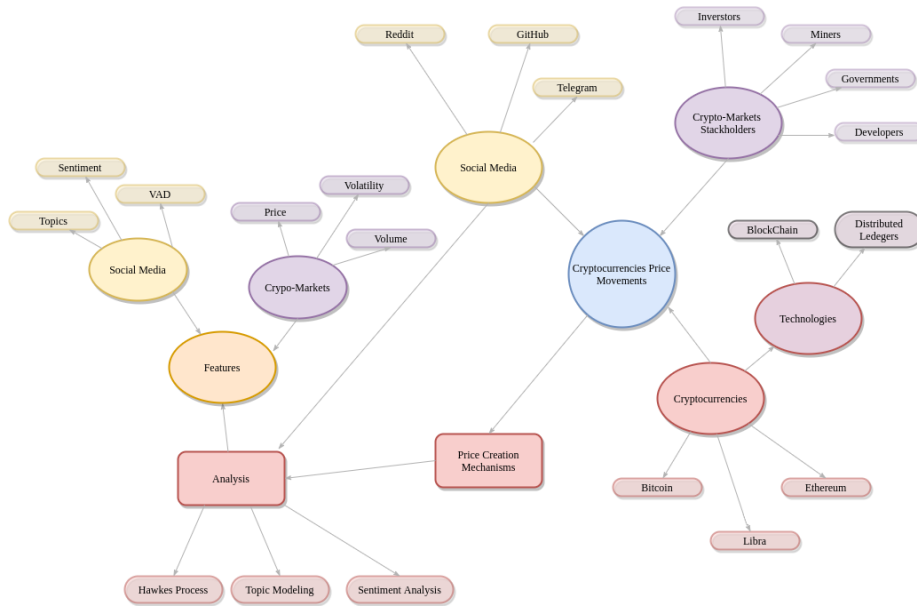 Inverstors
Reddit
GitHub
Miners
Governments
Telegram
Crypto-Markets
Stackholders
Developers
Sentiment
Social Media
VAD
Volatility
Topics
Price
Volume
BlockChain
Distributed
Ledegers
Social Media
Crypo-Markets
Cryptocurrencies Price
Movements
Technologies
Features
Cryptocurrencies
Price Creation
Mechanisms
Analysis
Bitcoin
Ethereum
Libra
Hawkes Process
Topic Modeling
Sentiment Analysis